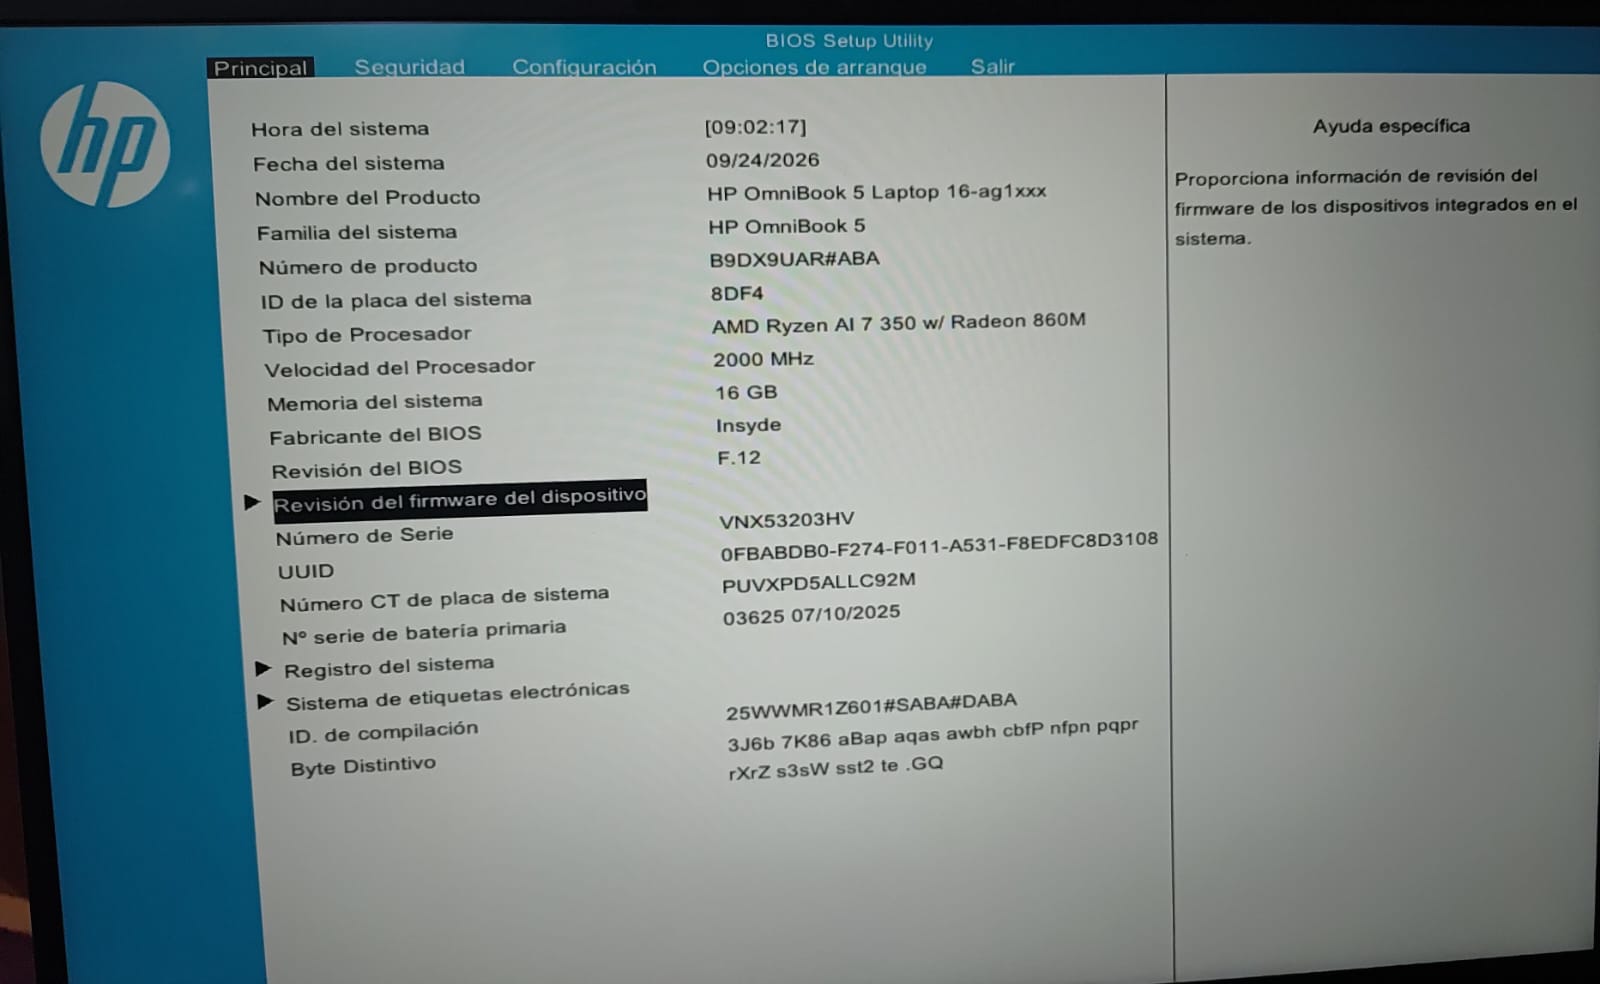 BIOS Setup Utility
Principal Seguridad Configuración Opciones de arranque Salir
hp
Hora del sistema [09:02:17]
Fecha del sistema 09/24/2026
Nombre del Producto HP OmniBook 5 Laptop 16-ag1xxx
Familia del sistema HP OmniBook 5
Número de producto B9DX9UAR#ABA
ID de la placa del sistema 8DF4
Tipo de Procesador AMD Ryzen AI 7 350 w/ Radeon 860M
Velocidad del Procesador 2000 MHz
Memoria del sistema 16 GB
Fabricante del BIOS Insyde
Revisión del BIOS F.12
Revisión del firmware del dispositivo
Número de Serie VNX53203HV
UUID 0FBABDB0-F274-F011-A531-F8EDFC8D3108
Número CT de placa de sistema PUVXPD5ALLC92M
Nº serie de batería primaria 03625 07/10/2025
Registro del sistema
Sistema de etiquetas electrónicas
ID. de compilación 25WWMR1Z601#SABA#DABA
Byte Distintivo 3J6b 7K86 aBap aqas awbh cbfP nfpn pqpr
rXrZ s3sW sst2 te .GQ
Ayuda específica
Proporciona información de revisión del
firmware de los dispositivos integrados en el
sistema.